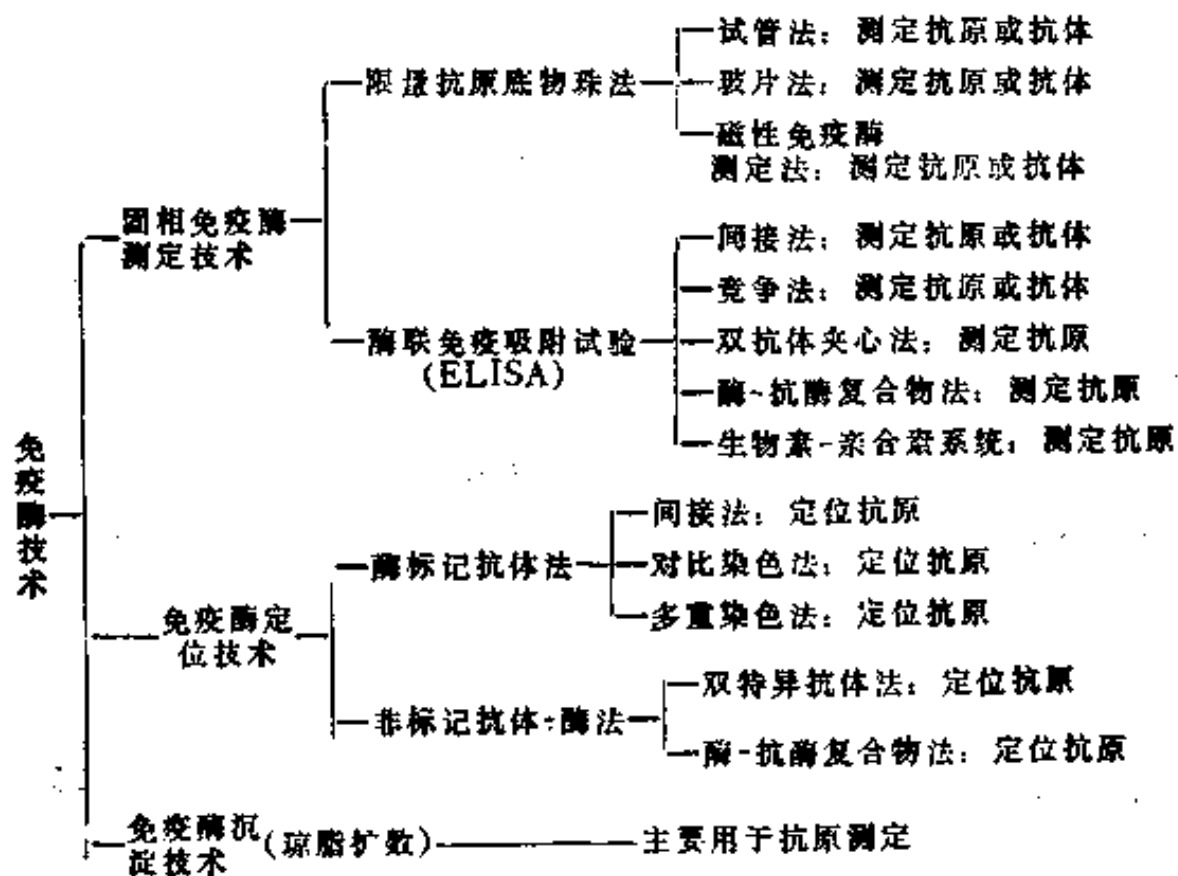 试管法：测定抗原或抗体
限量抗原底物珠法
玻片法：测定抗原或抗体
磁性免疫酶
测定法：测定抗原或抗体
固相免疫酶
测定技术
间接法：测定抗原或抗体
竞争法：测定抗原或抗体
酶联免疫吸附试验
(ELISA)
双抗体夹心法：测定抗原
酶-抗酶复合物法：测定抗原
生物素-亲合素系统：测定抗原
免疫酶技术
间接法：定位抗原
酶标记抗体法
对比染色法：定位抗原
多重染色法：定位抗原
免疫酶定
位技术
双特异抗体法：定位抗原
非标记抗体-酶法
酶-抗酶复合物法：定位抗原
免疫酶沉
淀技术
(琼脂扩散)
主要用于抗原测定